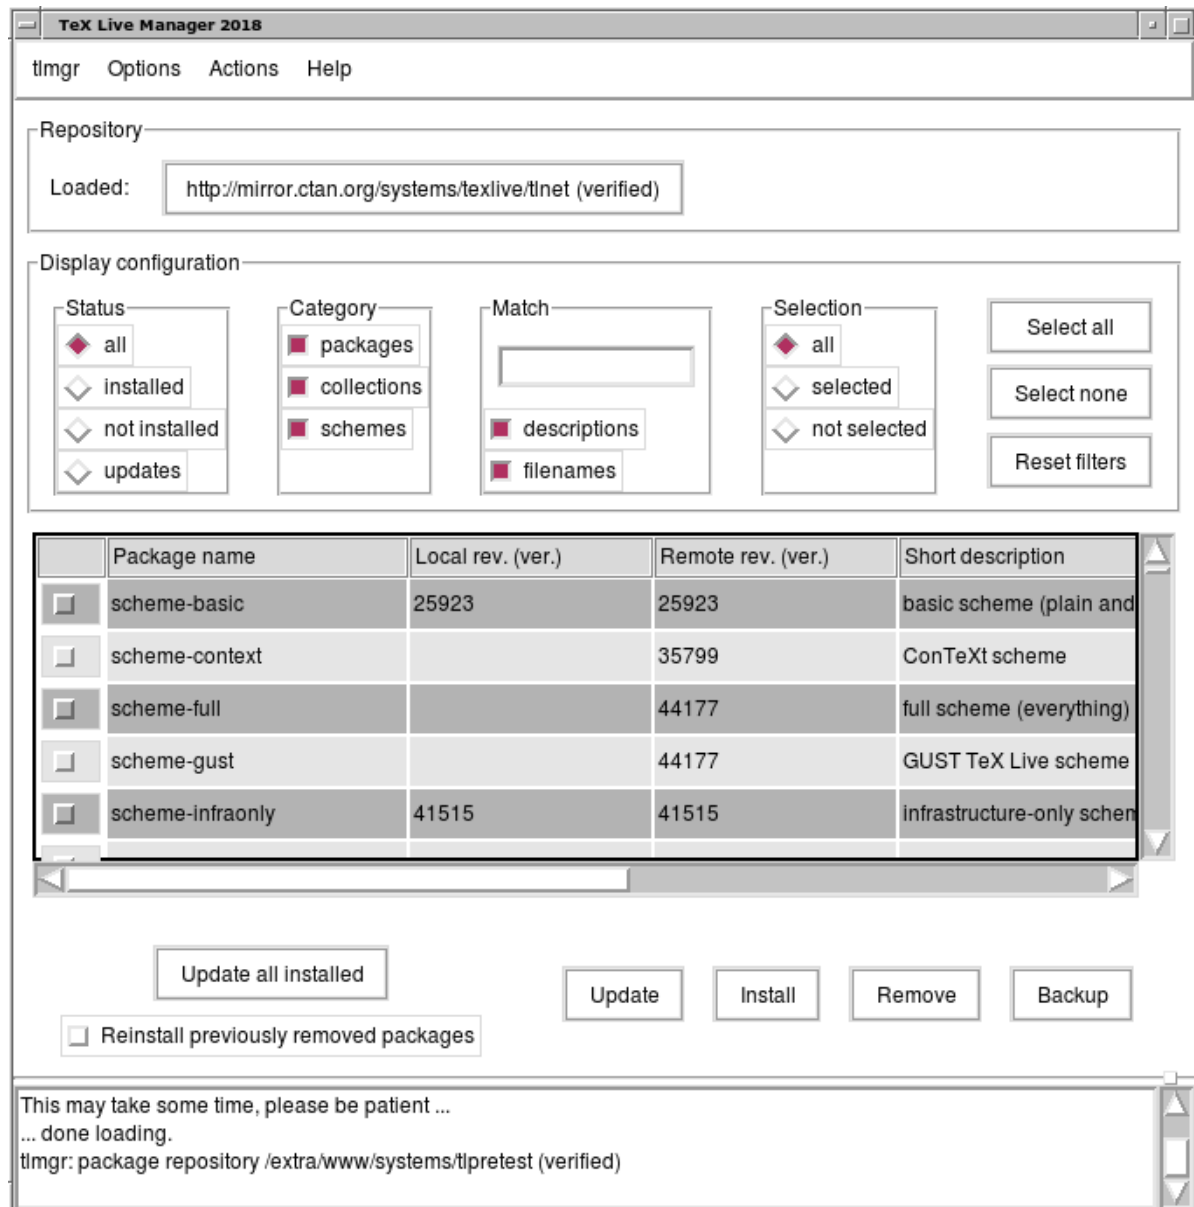 TeX Live Manager 2018
tlmgr Options Actions Help
Repository
Loaded: http://mirror.ctan.org/systems/texlive/tlnet (verified)
Display configuration
Status Category Match Selection
all packages all Select all
installed collections selected Select none
not installed schemes descriptions not selected
updates filenames Reset filters
Package name Local rev. (ver.) Remote rev. (ver.) Short description
scheme-basic 25923 25923 basic scheme (plain and
scheme-context 35799 ConTeXt scheme
scheme-full 44177 full scheme (everything)
scheme-gust 44177 GUST TeX Live scheme
scheme-infraonly 41515 41515 infrastructure-only schem
Update all installed
Update Install Remove Backup
Reinstall previously removed packages
This may take some time, please be patient ...
... done loading.
tlmgr: package repository /extra/www/systems/tlpretest (verified)